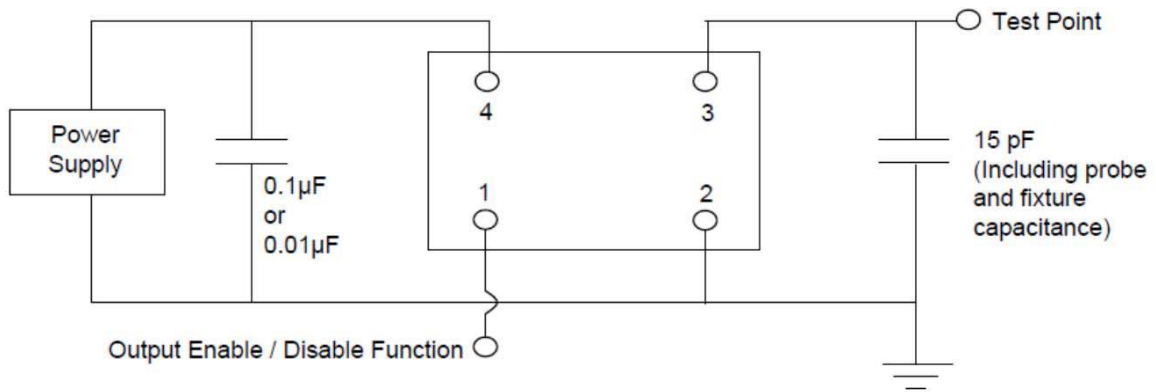 Test Point
4
3
Power
Supply
15 pF
(Including probe
and fixture
capacitance)
0.1µF
or
0.01µF
1
2
Output Enable / Disable Function